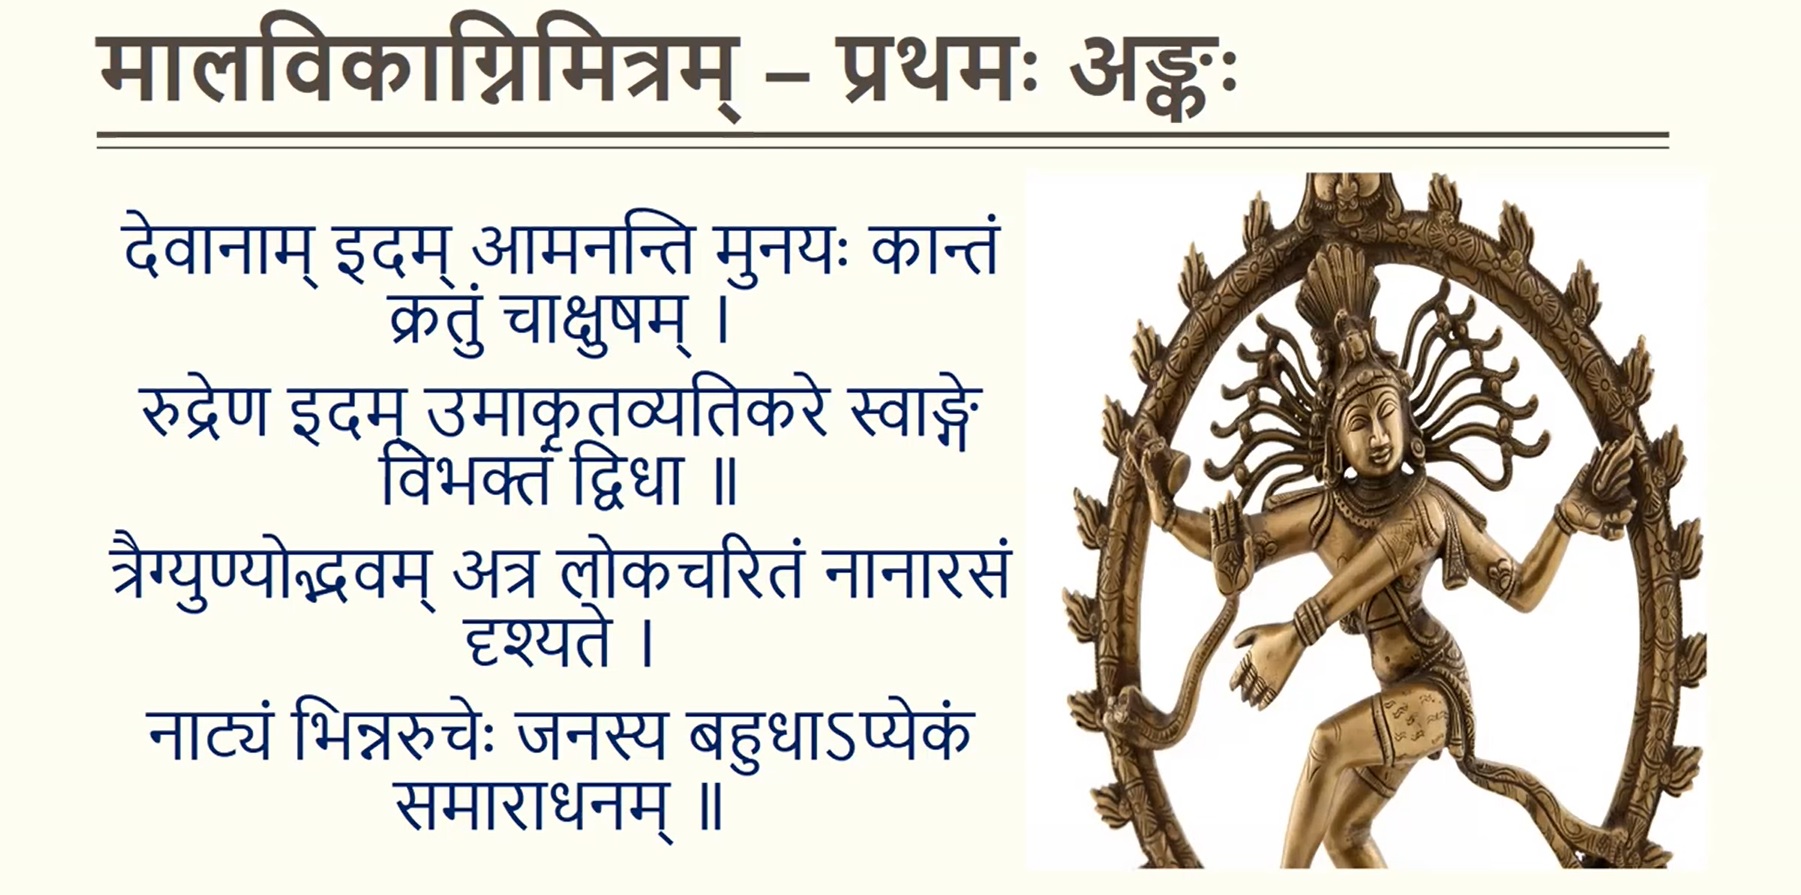 मालविकाग्निमित्रम् – प्रथमः अङ्कः
देवानाम् इदम् आमनन्ति मुनयः कान्तं
क्रतुं चाक्षुषम् ।
रुद्रेण इदम् उमाकृतव्यतिकरे स्वाङ्गे
विभक्तं द्विधा ॥
त्रैग्युण्योद्भवम् अत्र लोकचरितं नानारसं
दृश्यते ।
नाट्यं भिन्नरुचेः जनस्य बहुधाऽप्येकं
समाराधनम् ॥